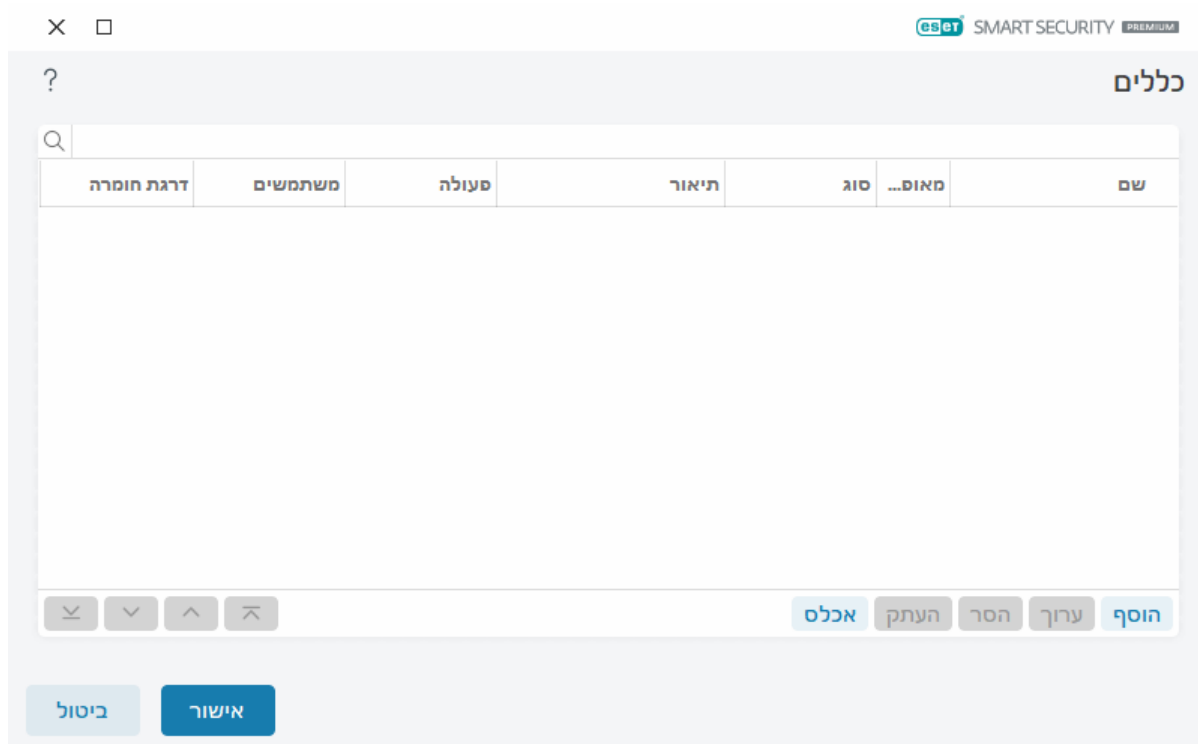 eset SMART SECURITY PREMIUM
כללים
?
שם מאופ... סוג תיאור פעולה משתמשים דרגת חומרה
הוסף ערוך הסר העתק אכלס
אישור ביטול